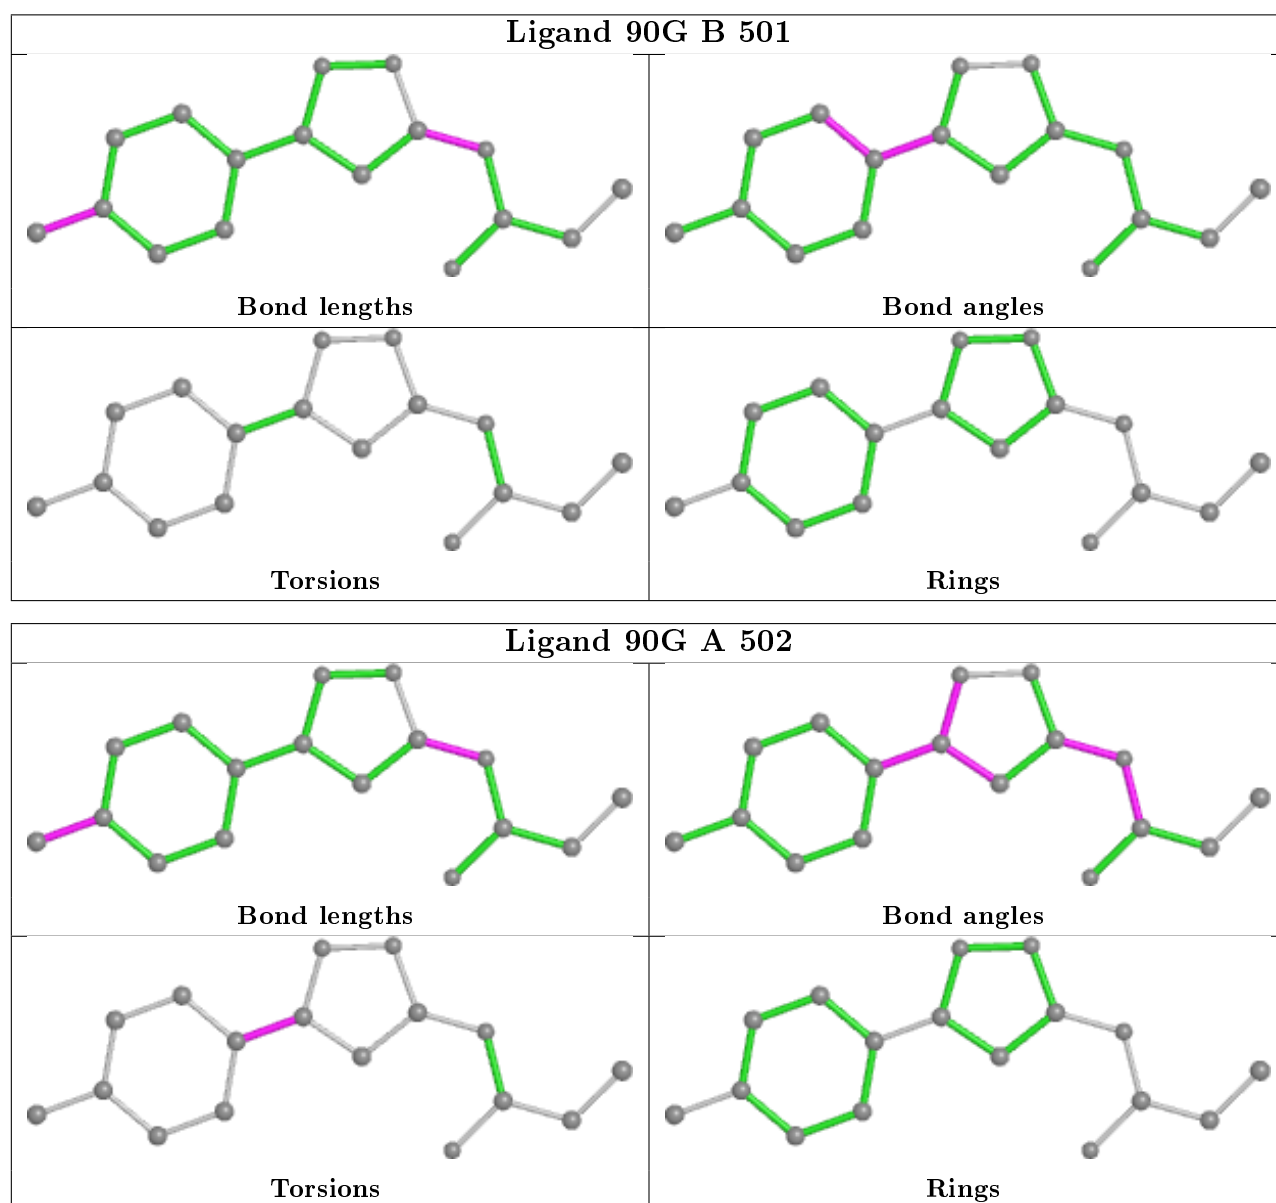 Ligand 90G B 501
Bond lengths
Bond angles
Torsions
Rings
Ligand 90G A 502
Bond lengths
Bond angles
Torsions
Rings